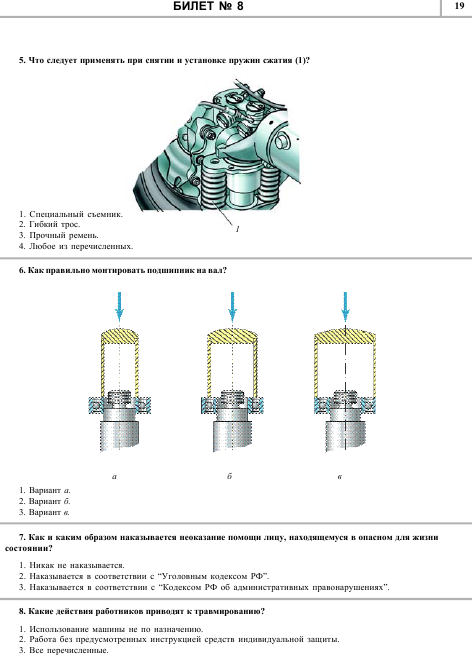 БИЛЕТ № 8
19
5. Что следует применять при снятии и установке пружин сжатия (1)?
1
1. Специальный съемник.
2. Гибкий трос.
3. Прочный ремень.
4. Любое из перечисленных.
6. Как правильно монтировать подшипник на вал?
а
б
в
1. Вариант а.
2. Вариант б.
3. Вариант в.
7. Как и каким образом наказывается неоказание помощи лицу, находящемуся в опасном для жизни
состоянии?
1. Никак не наказывается.
2. Наказывается в соответствии с “Уголовным кодексом РФ”.
3. Наказывается в соответствии с “Кодексом РФ об административных правонарушениях”.
8. Какие действия работников приводят к травмированию?
1. Использование машины не по назначению.
2. Работа без предусмотренных инструкцией средств индивидуальной защиты.
3. Все перечисленные.